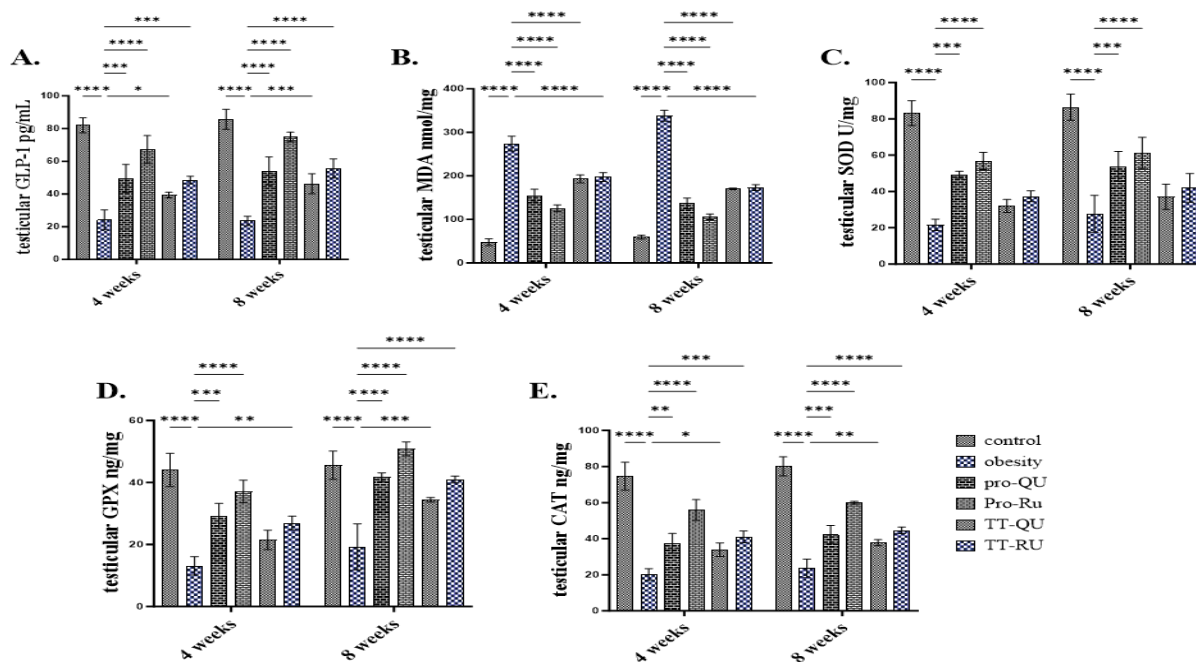 A.
***
****
***
****
*
****
****
****
***
testicular GLP-1 pg/mL
100
80
60
40
20
0
4 weeks
8 weeks
B.
****
****
****
****
****
****
****
****
****
****
testicular MDA nmol/mg
400
300
200
100
0
4 weeks
8 weeks
C.
****
***
****
****
***
****
testicular SOD U/mg
100
80
60
40
20
0
4 weeks
8 weeks
D.
****
***
****
**
****
****
****
****
***
testicular GPX ng/mg
60
40
20
0
4 weeks
8 weeks
E.
***
****
**
****
*
****
****
***
****
**
testicular CAT ng/mg
100
80
60
40
20
0
4 weeks
8 weeks
control
obesity
pro-QU
Pro-Ru
TT-QU
TT-RU